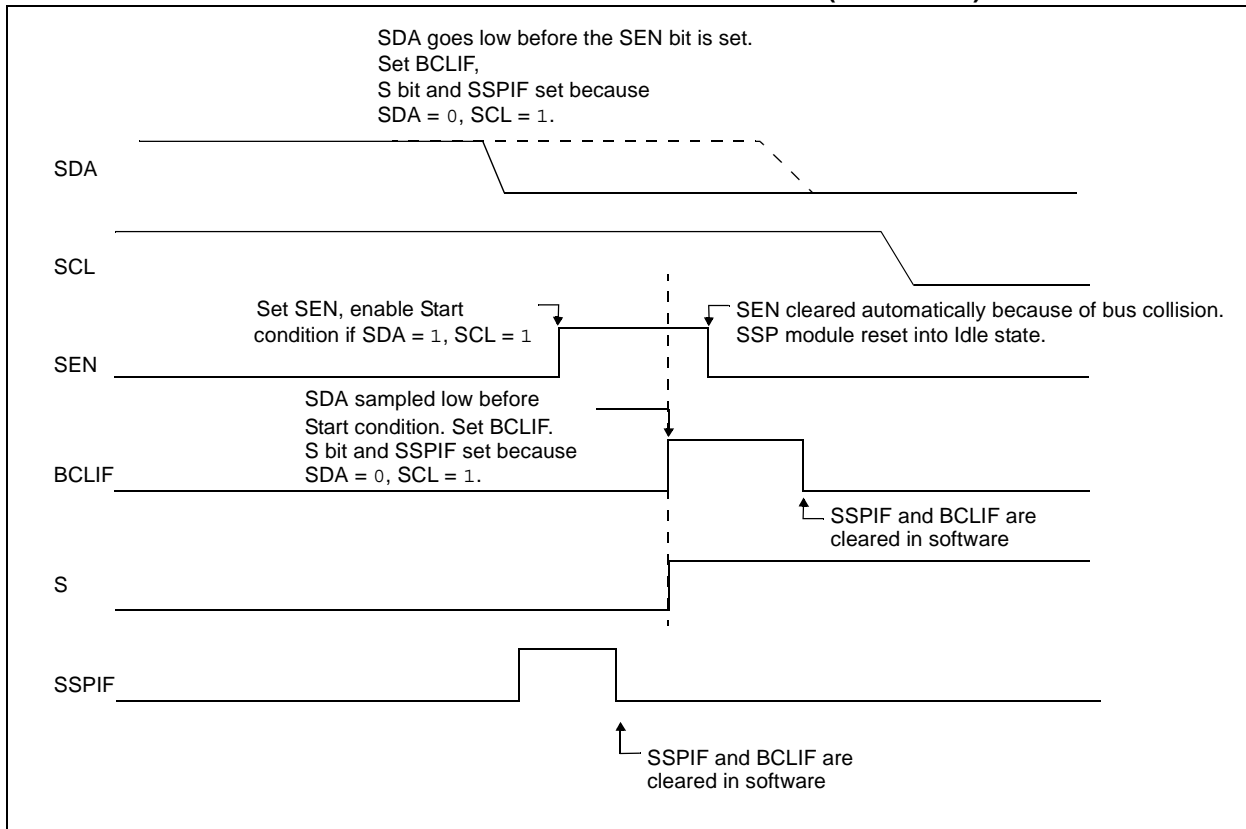 SDA goes low before the SEN bit is set.
Set BCLIF,
S bit and SSPIF set because
SDA = 0, SCL = 1.
SDA
SCL
Set SEN, enable Start
condition if SDA = 1, SCL = 1
SEN cleared automatically because of bus collision.
SSP module reset into Idle state.
SEN
SDA sampled low before
Start condition. Set BCLIF.
S bit and SSPIF set because
SDA = 0, SCL = 1.
BCLIF
SSPIF and BCLIF are
cleared in software
S
SSPIF
SSPIF and BCLIF are
cleared in software